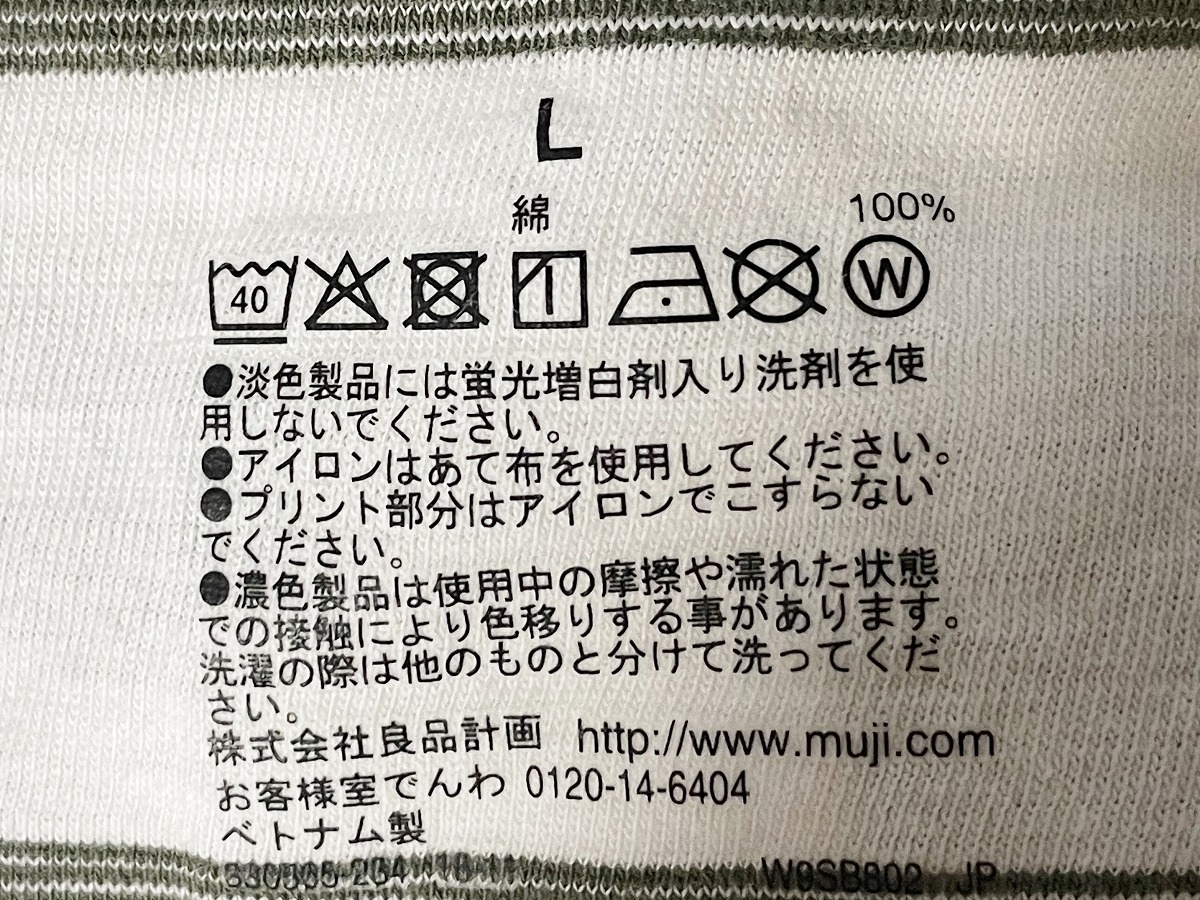 L
綿 100%
40 W
●淡色製品には蛍光増白剤入り洗剤を使
用しないでください。
●アイロンはあて布を使用してください。
●プリント部分はアイロンでこすらない
でください。
●濃色製品は使用中の摩擦や濡れた状態
での接触により色移りする事があります。
洗濯の際は他のものと分けて洗ってくだ
さい。
株式会社良品計画 http://www.muji.com
お客様室でんわ 0120-14-6404
ベトナム製
W9SB802 JP